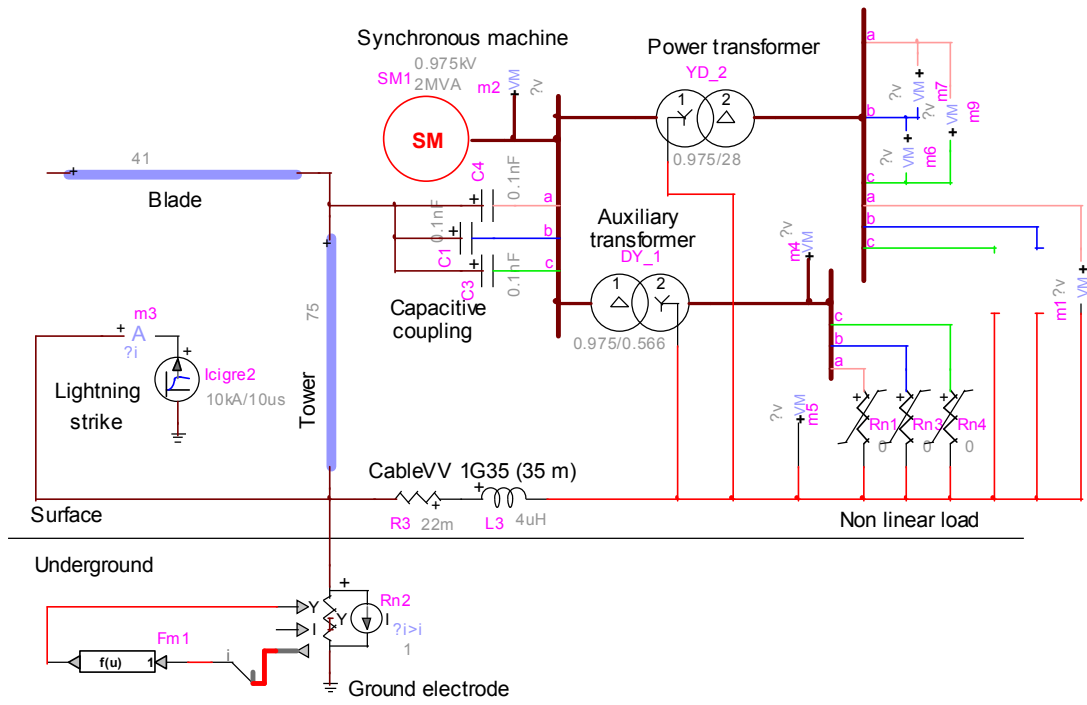 Synchronous machine
0.975kV
SM1
2MVA
m2
VM
?v
SM
Power transformer
YD_2
1
2
0.975/28
a
b
c
a
b
c
?v
VM
m7
?v
VM
m9
?v
VM
m6
?v
VM
m1
41
Blade
C4
0.1nF
a
0.1nF
b
C1
c
C3
0.1nF
Capacitive
coupling
Auxiliary
transformer
DY_1
1
2
0.975/0.566
?v
VM
m4
c
b
a
75
Tower
m3
A
?i
Icigre2
10kA/10us
Lightning
strike
?v
VM
m5
Rn1
0
Rn3
0
Rn4
0
CableVV 1G35 (35 m)
R3
22m
L3
4uH
Surface
Non linear load
Underground
Y
Y
I
I
Rn2
?i>i
1
Fm1
f(u)
1
i
Ground electrode